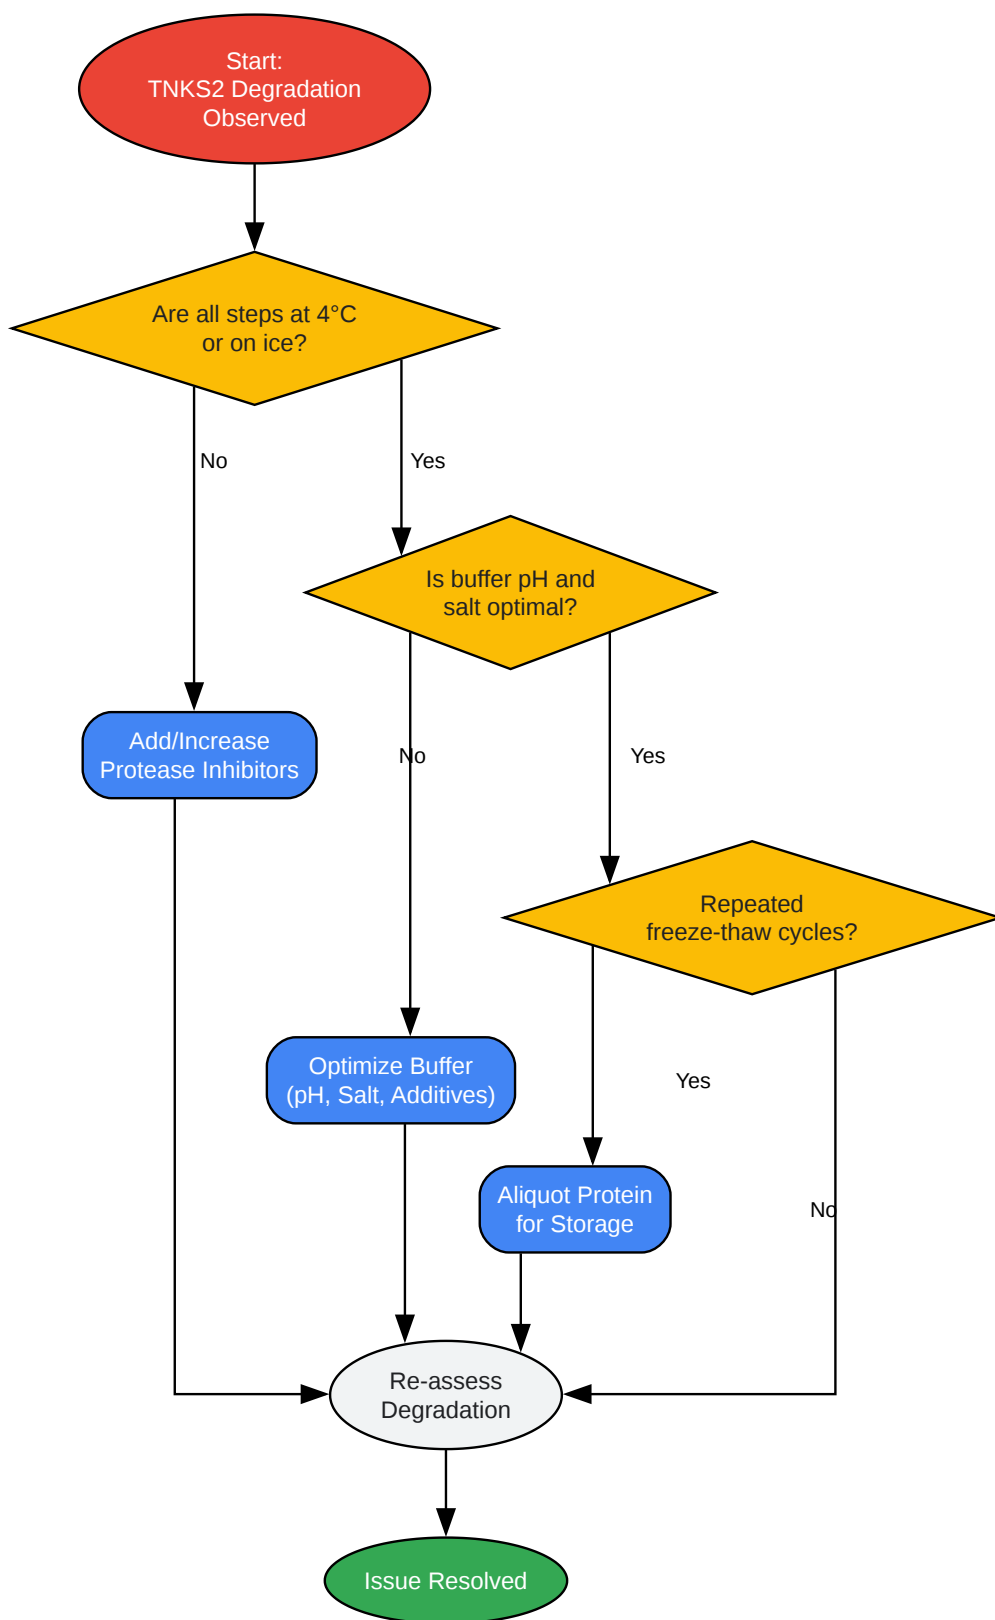 Start:
TNKS2 Degradation
Observed
Are all steps at 4°C
or on ice?
No
Yes
Is buffer pH and
salt optimal?
Add/Increase
Protease Inhibitors
No
Yes
Repeated
freeze-thaw cycles?
Optimize Buffer
(pH, Salt, Additives)
Yes
Aliquot Protein
for Storage
No
Re-assess
Degradation
Issue Resolved